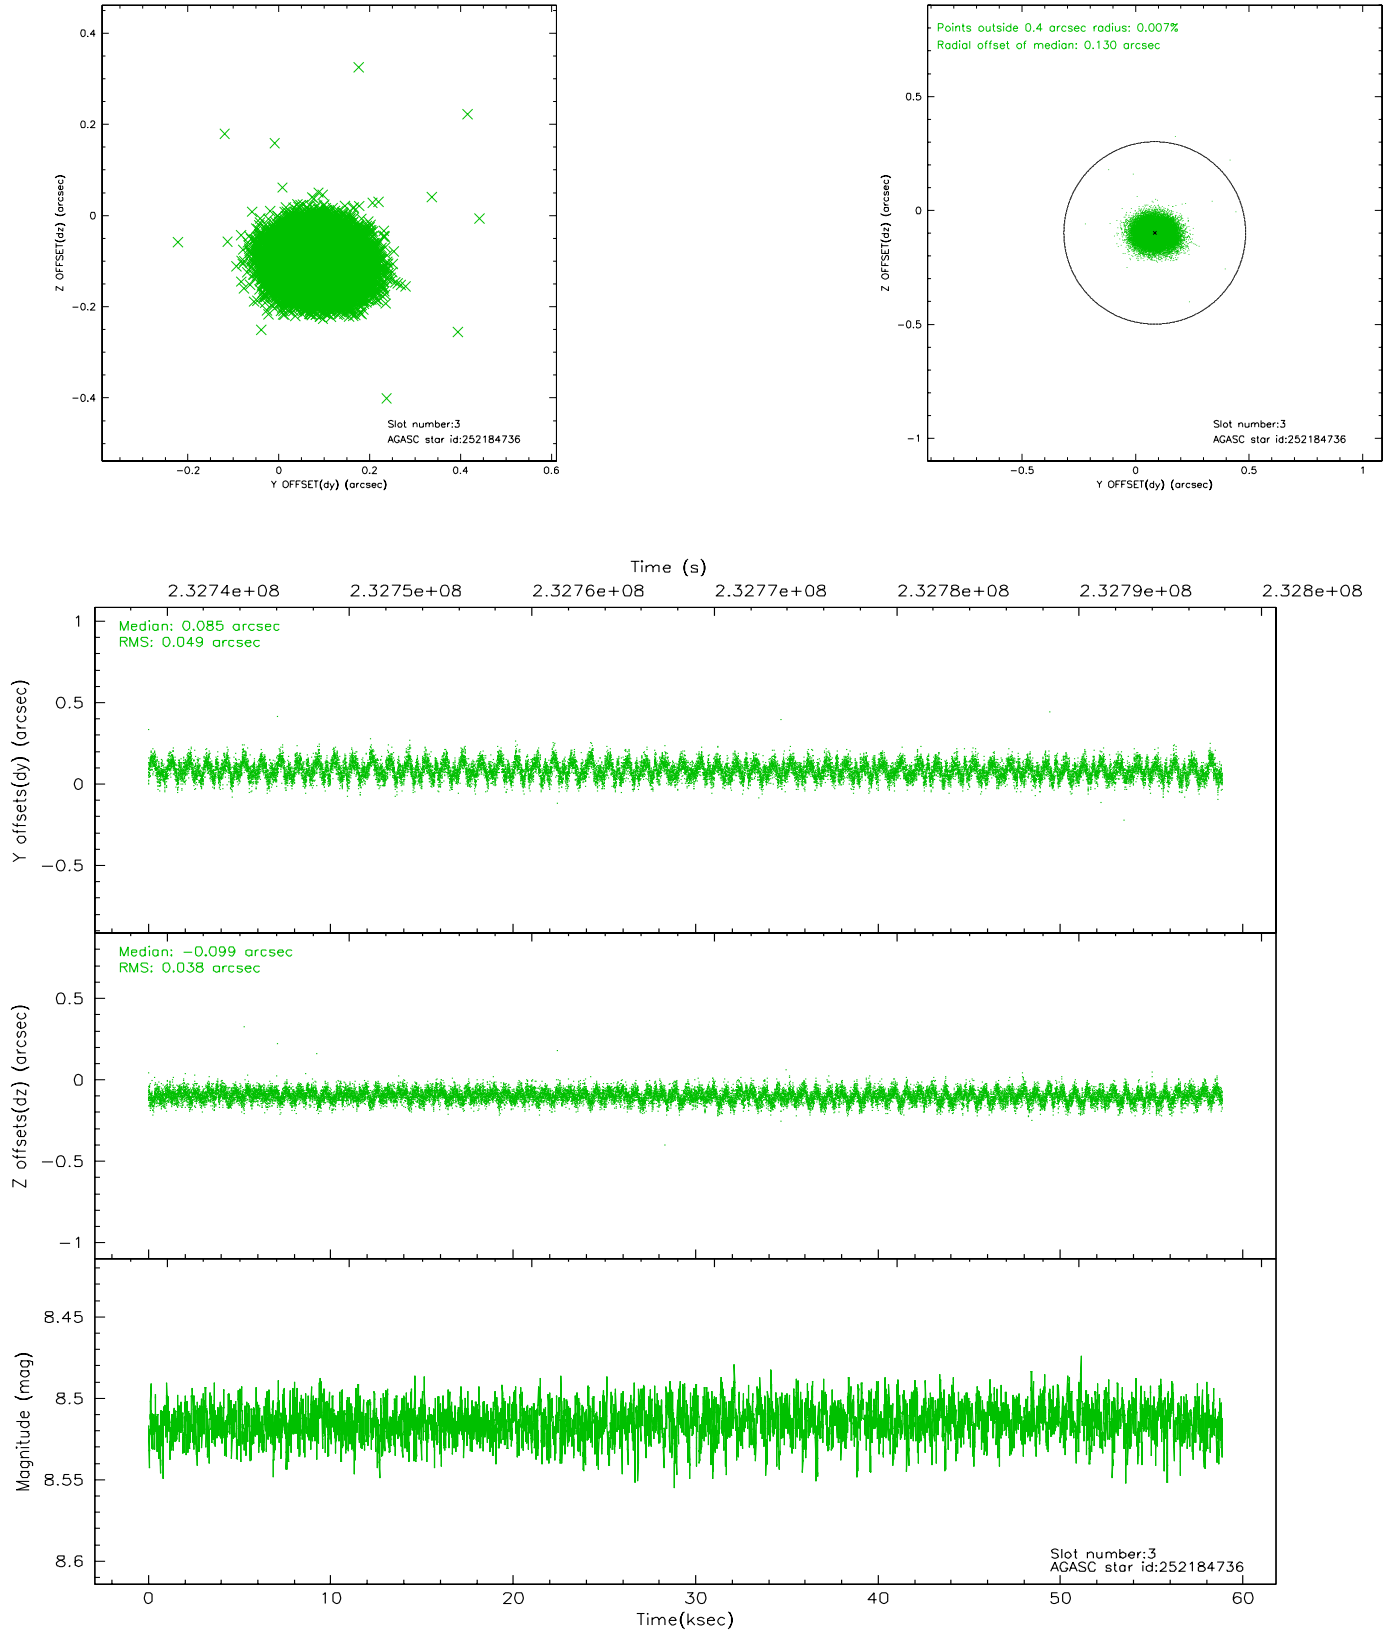 0.4
0.2
0
-0.2
-0.4
Z OFFSET(dz) (arcsec)
Slot number:3
AGASC star id:252184736
-0.2 0 0.2 0.4 0.6
Y OFFSET(dy) (arcsec)
Points outside 0.4 arcsec radius: 0.007%
Radial offset of median: 0.130 arcsec
0.5
0
-0.5
-1
Z OFFSET(dz) (arcsec)
Slot number:3
AGASC star id:252184736
-0.5 0 0.5 1
Y OFFSET(dy) (arcsec)
Time (s)
2.3274e+08 2.3275e+08 2.3276e+08 2.3277e+08 2.3278e+08 2.3279e+08 2.328e+08
Median: 0.085 arcsec
RMS: 0.049 arcsec
1
0.5
0
-0.5
Y offsets(dy) (arcsec)
Median: -0.099 arcsec
RMS: 0.038 arcsec
0.5
0
-0.5
-1
Z offsets(dz) (arcsec)
8.45
8.5
8.55
8.6
Magnitude (mag)
Slot number:3
AGASC star id:252184736
0 10 20 30 40 50 60
Time(ksec)